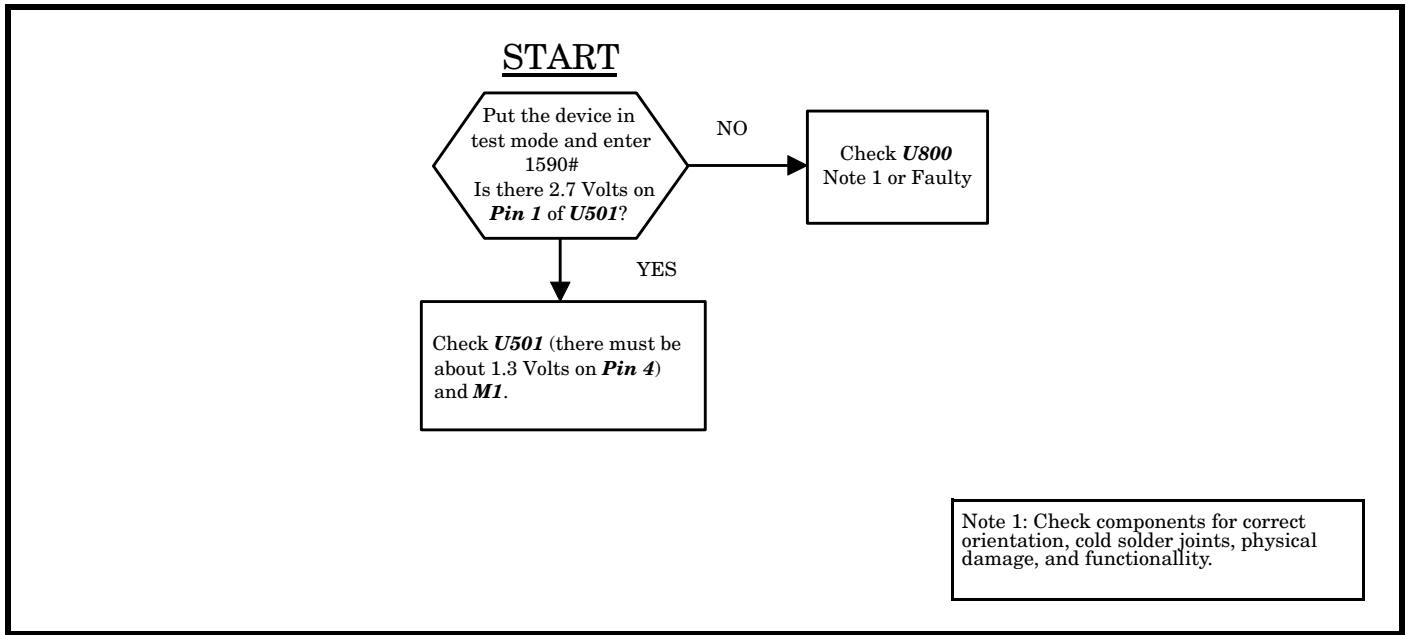 START
Put the device in
test mode and enter
1590#
Is there 2.7 Volts on
Pin 1 of U501?
NO
Check U800
Note 1 or Faulty
YES
Check U501 (there must be
about 1.3 Volts on Pin 4)
and M1.
Note 1: Check components for correct
orientation, cold solder joints, physical
damage, and functionallity.